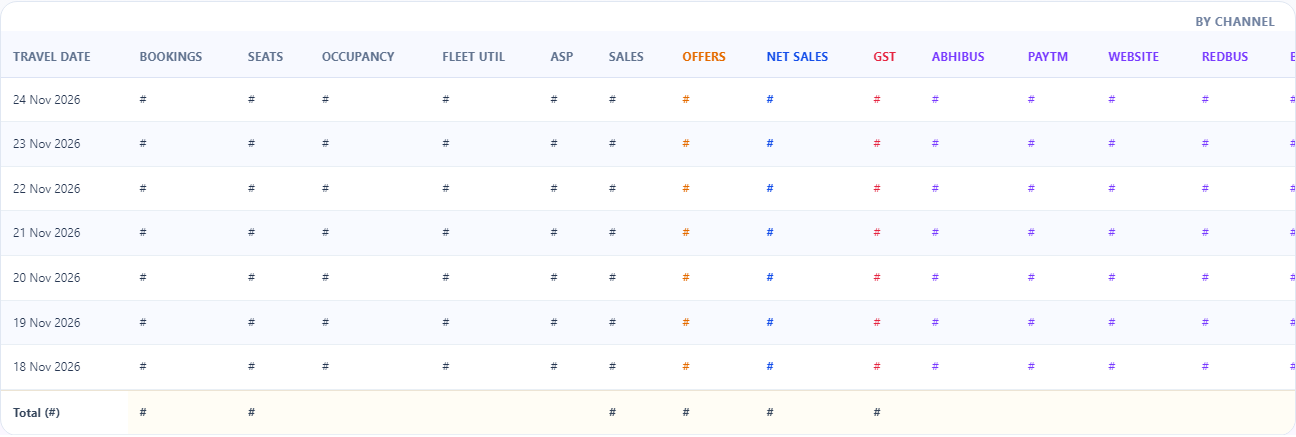 BY CHANNEL
TRAVEL DATE BOOKINGS SEATS OCCUPANCY FLEET UTIL ASP SALES OFFERS NET SALES GST ABHIBUS PAYTM WEBSITE REDBUS
24 Nov 2026 # # # # # # # # # # # # # #
23 Nov 2026 # # # # # # # # # # # # # #
22 Nov 2026 # # # # # # # # # # # # # #
21 Nov 2026 # # # # # # # # # # # # # #
20 Nov 2026 # # # # # # # # # # # # # #
19 Nov 2026 # # # # # # # # # # # # # #
18 Nov 2026 # # # # # # # # # # # # # #
Total (#) # # # # # #